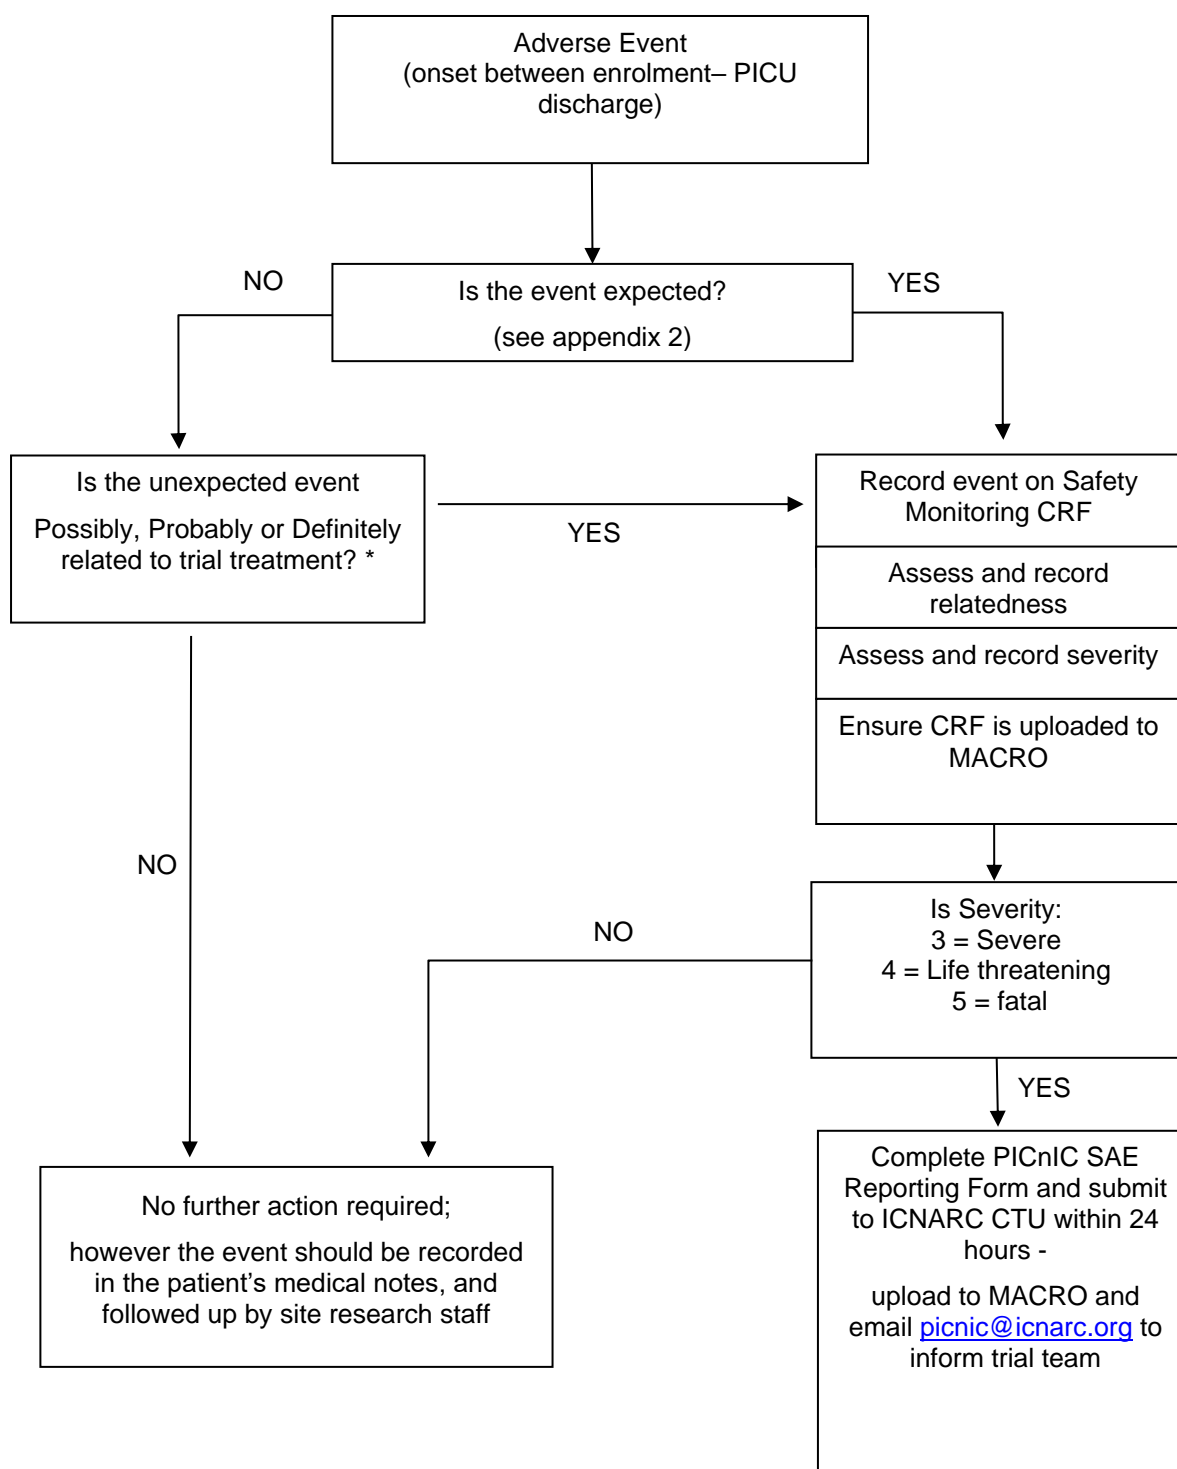 Adverse Event
(onset between enrolment– PICU
discharge)
NO
YES
Is the event expected?
(see appendix 2)
Is the unexpected event
Possibly, Probably or Definitely
related to trial treatment? *
YES
Record event on Safety
Monitoring CRF
Assess and record
relatedness
Assess and record severity
Ensure CRF is uploaded to
MACRO
NO
NO
Is Severity:
3 = Severe
4 = Life threatening
5 = fatal
YES
No further action required;
however the event should be recorded
in the patient's medical notes, and
followed up by site research staff
Complete PICnIC SAE
Reporting Form and submit
to ICNARC CTU within 24
hours -
upload to MACRO and
email picnic@icnarc.org to
inform trial team